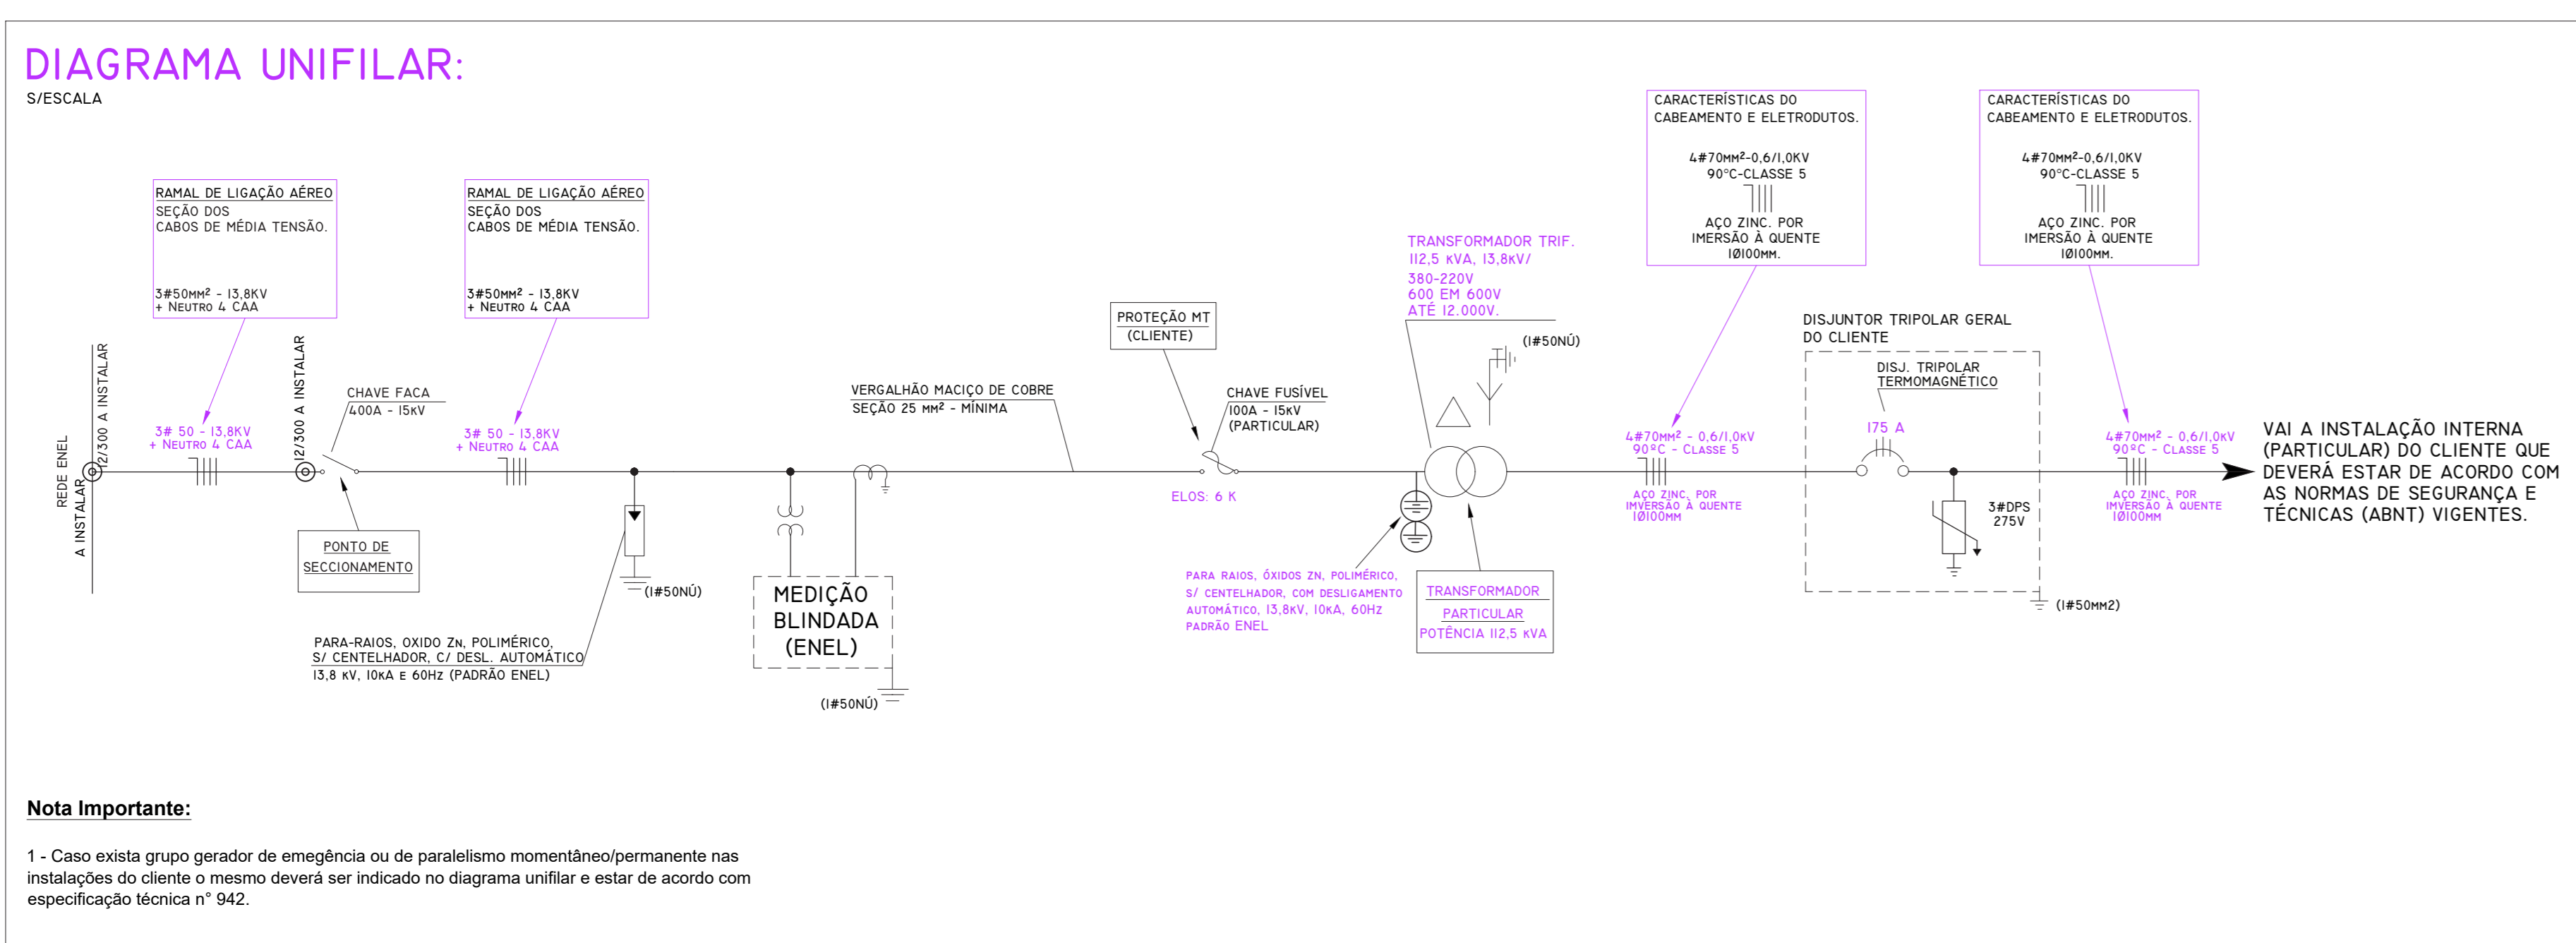 DIAGRAMA UNIFILAR:
S/ESCALA
RAMAL DE LIGAÇÃO AÉREO
SEÇÃO DOS
CABOS DE MÉDIA TENSÃO.
3#50MM² - 13,8KV
+ NEUTRO 4 CAA
RAMAL DE LIGAÇÃO AÉREO
SEÇÃO DOS
CABOS DE MÉDIA TENSÃO.
3#50MM² - 13,8KV
+ NEUTRO 4 CAA
REDE ENEL
A INSTALAR
12/300 A INSTALAR
3# 50 - 13,8KV
+ NEUTRO 4 CAA
12/300 A INSTALAR
CHAVE FACA
400A - 15KV
PONTO DE
SECCIONAMENTO
3# 50 - 13,8KV
+ NEUTRO 4 CAA
PARA-RAIOS, OXIDO ZN, POLIMÉRICO,
S/ CENTELHADOR, C/ DESL. AUTOMÁTICO
13,8 KV, 10KA E 60HZ (PADRÃO ENEL)
(1#50NÚ)
MEDIÇÃO
BLINDADA
(ENEL)
(1#50NÚ)
VERGALHÃO MACIÇO DE COBRE
SEÇÃO 25 MM² - MÍNIMA
PROTEÇÃO MT
(CLIENTE)
CHAVE FUSÍVEL
100A - 15KV
(PARTICULAR)
ELOS: 6 K
TRANSFORMADOR TRIF.
112,5 KVA, 13,8KV/
380-220V
600 EM 600V
ATÉ 12.000V.
(1#50NÚ)
PARA RAIOS, ÓXIDOS ZN, POLIMÉRICO,
S/ CENTELHADOR, COM DESLIGAMENTO
AUTOMÁTICO, 13,8KV, 10KA, 60HZ
PADRÃO ENEL
TRANSFORMADOR
PARTICULAR
POTÊNCIA 112,5 KVA
CARACTERÍSTICAS DO
CABEAMENTO E ELETRODUTOS.
4#70MM²-0,6/1,0KV
90°C-CLASSE 5
AÇO ZINC. POR
IMERSÃO À QUENTE
1Ø100MM.
4#70MM² - 0,6/1,0KV
90ºC - CLASSE 5
AÇO ZINC. POR
IMVERSÃO À QUENTE
1Ø100MM
DISJUNTOR TRIPOLAR GERAL
DO CLIENTE
DISJ. TRIPOLAR
TERMOMAGNÉTICO
175 A
3#DPS
275V
(1#50MM2)
CARACTERÍSTICAS DO
CABEAMENTO E ELETRODUTOS.
4#70MM²-0,6/1,0KV
90°C-CLASSE 5
AÇO ZINC. POR
IMERSÃO À QUENTE
1Ø100MM.
4#70MM² - 0,6/1,0KV
90ºC - CLASSE 5
AÇO ZINC. POR
IMVERSÃO À QUENTE
1Ø100MM
VAI A INSTALAÇÃO INTERNA
(PARTICULAR) DO CLIENTE QUE
DEVERÁ ESTAR DE ACORDO COM
AS NORMAS DE SEGURANÇA E
TÉCNICAS (ABNT) VIGENTES.
Nota Importante:
1 - Caso exista grupo gerador de emegência ou de paralelismo momentâneo/permanente nas
instalações do cliente o mesmo deverá ser indicado no diagrama unifilar e estar de acordo com
especificação técnica n° 942.